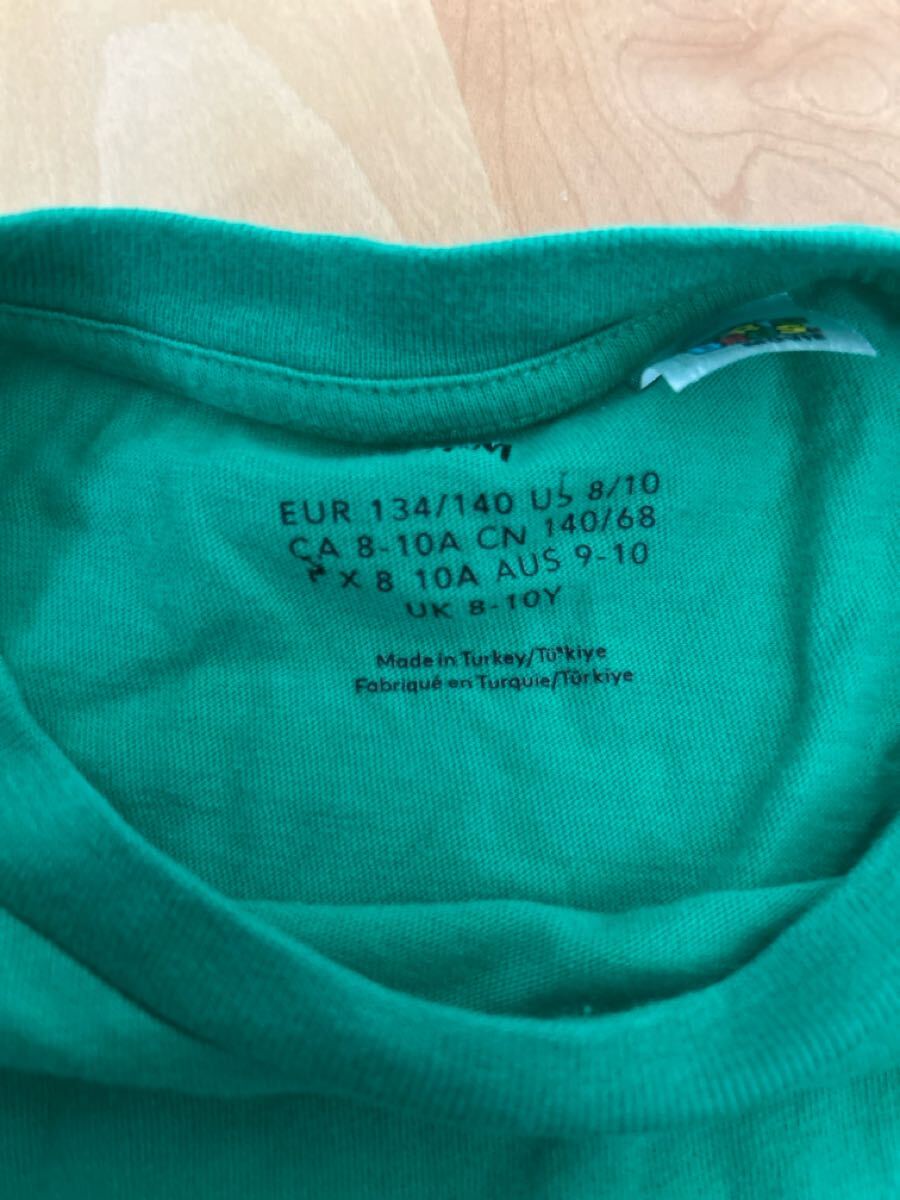 EUR 134/140 US 8/10
CA 8-10A CN 140/68
X 8 10A AUS 9-10
UK 8-10Y
Made in Turkey/Türkiye
Fabriqué en Turquie/Türkiye